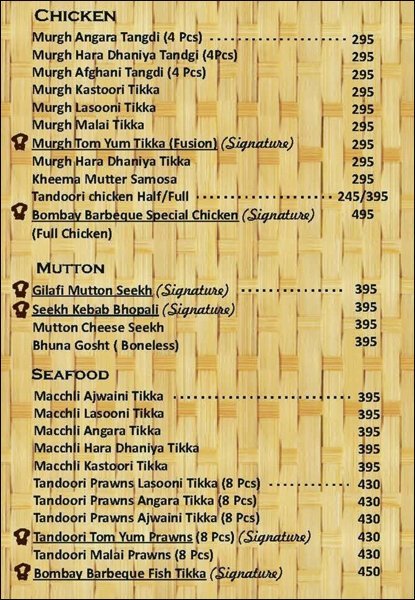 CHICKEN
Murgh Angara Tangdi (4 Pcs) 295
Murgh Hara Dhaniya Tandgi (4Pcs) 295
Murgh Afghani Tangdi (4 Pcs) 295
Murgh Kastoori Tikka 295
Murgh Lasooni Tikka 295
Murgh Malai Tikka 295
Murgh Tom Yum Tikka (Fusion) (Signature) 295
Murgh Hara Dhaniya Tikka 295
Kheema Mutter Samosa 295
Tandoori chicken Half/Full 245/395
Bombay Barbeque Special Chicken (Signature) 495
(Full Chicken)
MUTTON
Gilafi Mutton Seekh (Signature) 395
Seekh Kebab Bhopali (Signature) 395
Mutton Cheese Seekh 395
Bhuna Gosht ( Boneless) 395
SEAFOOD
Macchli Ajwaini Tikka 395
Macchli Lasooni Tikka 395
Macchli Angara Tikka 395
Macchli Hara Dhaniya Tikka 395
Macchli Kastoori Tikka 395
Tandoori Prawns Lasooni Tikka (8 Pcs) 430
Tandoori Prawns Angara Tikka (8 Pcs) 430
Tandoori Prawns Ajwaini Tikka (8 Pcs) 430
Tandoori Tom Yum Prawns (8 Pcs) (Signature) 430
Tandoori Malai Prawns (8 Pcs) 430
Bombay Barbeque Fish Tikka (Signature) 450